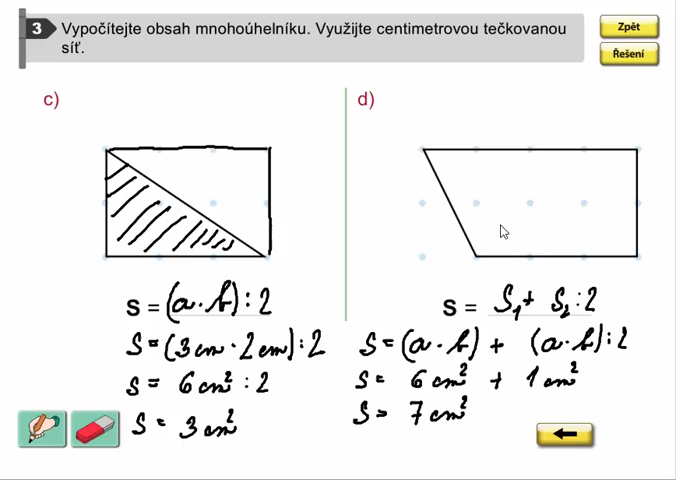 3 Vypočítejte obsah mnohoúhelníku. Využijte centimetrovou tečkovanou
síť.
Zpět
Řešení
c)
S = (a · b) : 2
S = (3 cm · 2 cm) : 2
S = 6 cm² : 2
S = 3 cm²
d)
S = S₁ + S₂ : 2
S = (a · b) + (a · b) : 2
S = 6 cm² + 1 cm²
S = 7 cm²